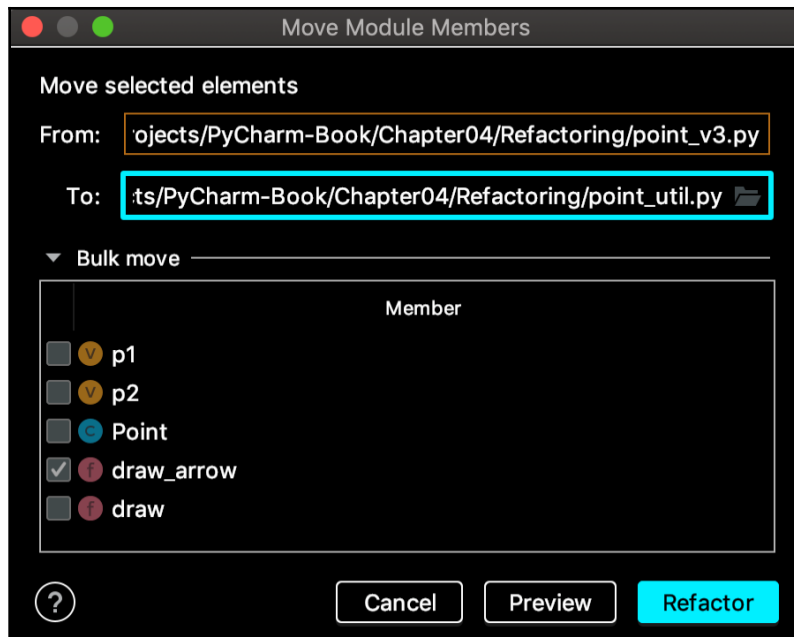 Move Module Members
Move selected elements
From: rojects/PyCharm-Book/Chapter04/Refactoring/point_v3.py
To: ts/PyCharm-Book/Chapter04/Refactoring/point_util.py
Bulk move
Member
V p1
V p2
C Point
f draw_arrow
f draw
? Cancel Preview Refactor